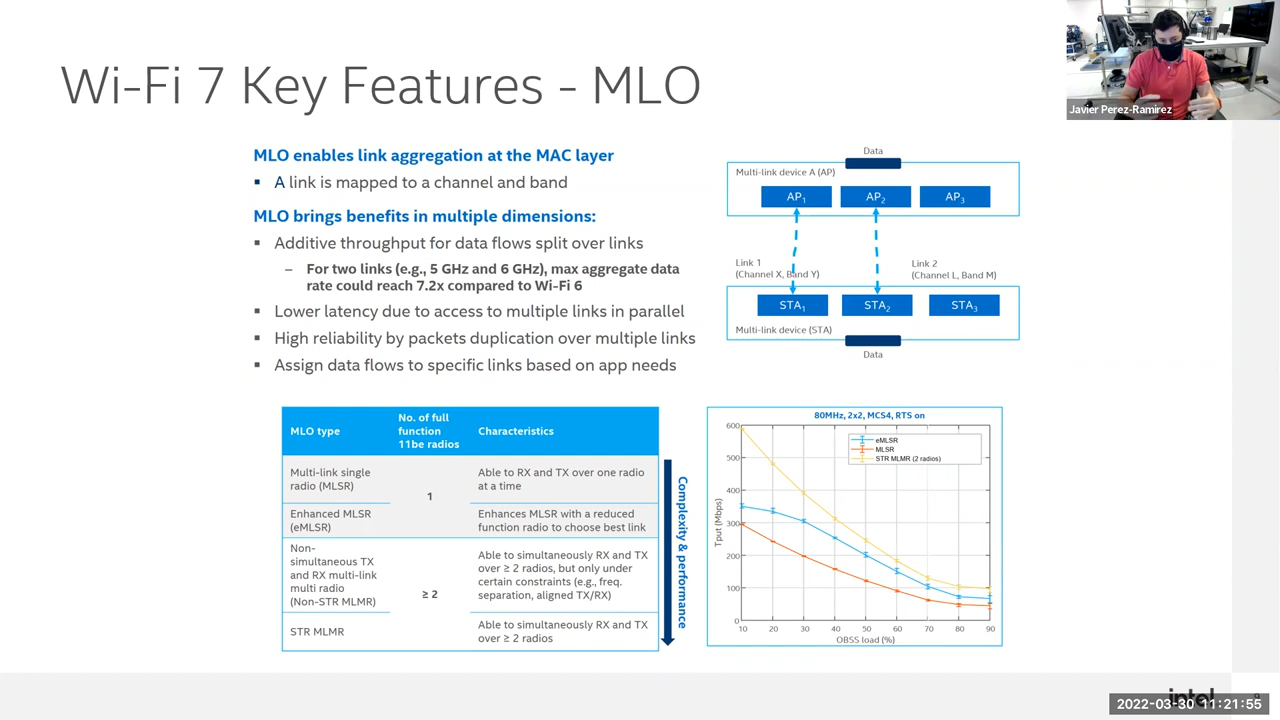 Wi-Fi 7 Key Features - MLO
Javier Perez-Ramirez
MLO enables link aggregation at the MAC layer
▪ A link is mapped to a channel and band
MLO brings benefits in multiple dimensions:
▪ Additive throughput for data flows split over links
– For two links (e.g., 5 GHz and 6 GHz), max aggregate data
rate could reach 7.2x compared to Wi-Fi 6
▪ Lower latency due to access to multiple links in parallel
▪ High reliability by packets duplication over multiple links
▪ Assign data flows to specific links based on app needs
Data
Multi-link device A (AP)
AP1
AP2
AP3
Link 1
(Channel X, Band Y)
Link 2
(Channel L, Band M)
STA1
STA2
STA3
Multi-link device (STA)
Data
MLO type
No. of full
function
11be radios
Characteristics
Multi-link single
radio (MLSR)
1
Able to RX and TX over one radio
at a time
Enhanced MLSR
(eMLSR)
Enhances MLSR with a reduced
function radio to choose best link
Non-
simultaneous TX
and RX multi-link
multi radio
(Non-STR MLMR)
≥ 2
Able to simultaneously RX and TX
over ≥ 2 radios, but only under
certain constraints (e.g., freq.
separation, aligned TX/RX)
STR MLMR
Able to simultaneously RX and TX
over ≥ 2 radios
Complexity & performance
80MHz, 2x2, MCS4, RTS on
eMLSR
MLSR
STR MLMR (2 radios)
Tput (Mbps)
600
500
400
300
200
100
0
10 20 30 40 50 60 70 80 90
OBSS load (%)
intel
2022-03-30 11:21:55